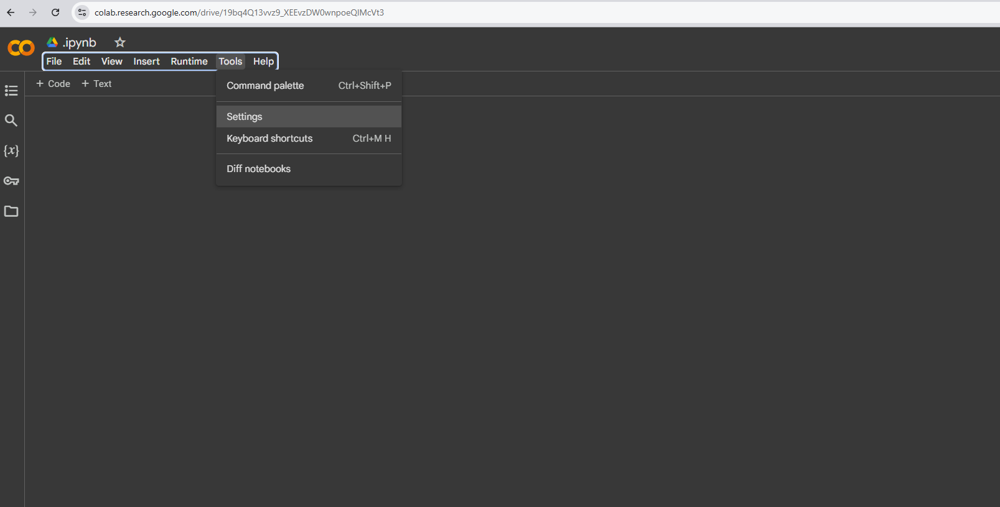 colab.research.google.com/drive/19bq4Q13vvz9_XEEvzDW0wnpoeQIMcVt3
.ipynb
File Edit View Insert Runtime Tools Help
+ Code + Text
Command palette Ctrl+Shift+P
Settings
Keyboard shortcuts Ctrl+M H
Diff notebooks
{x}